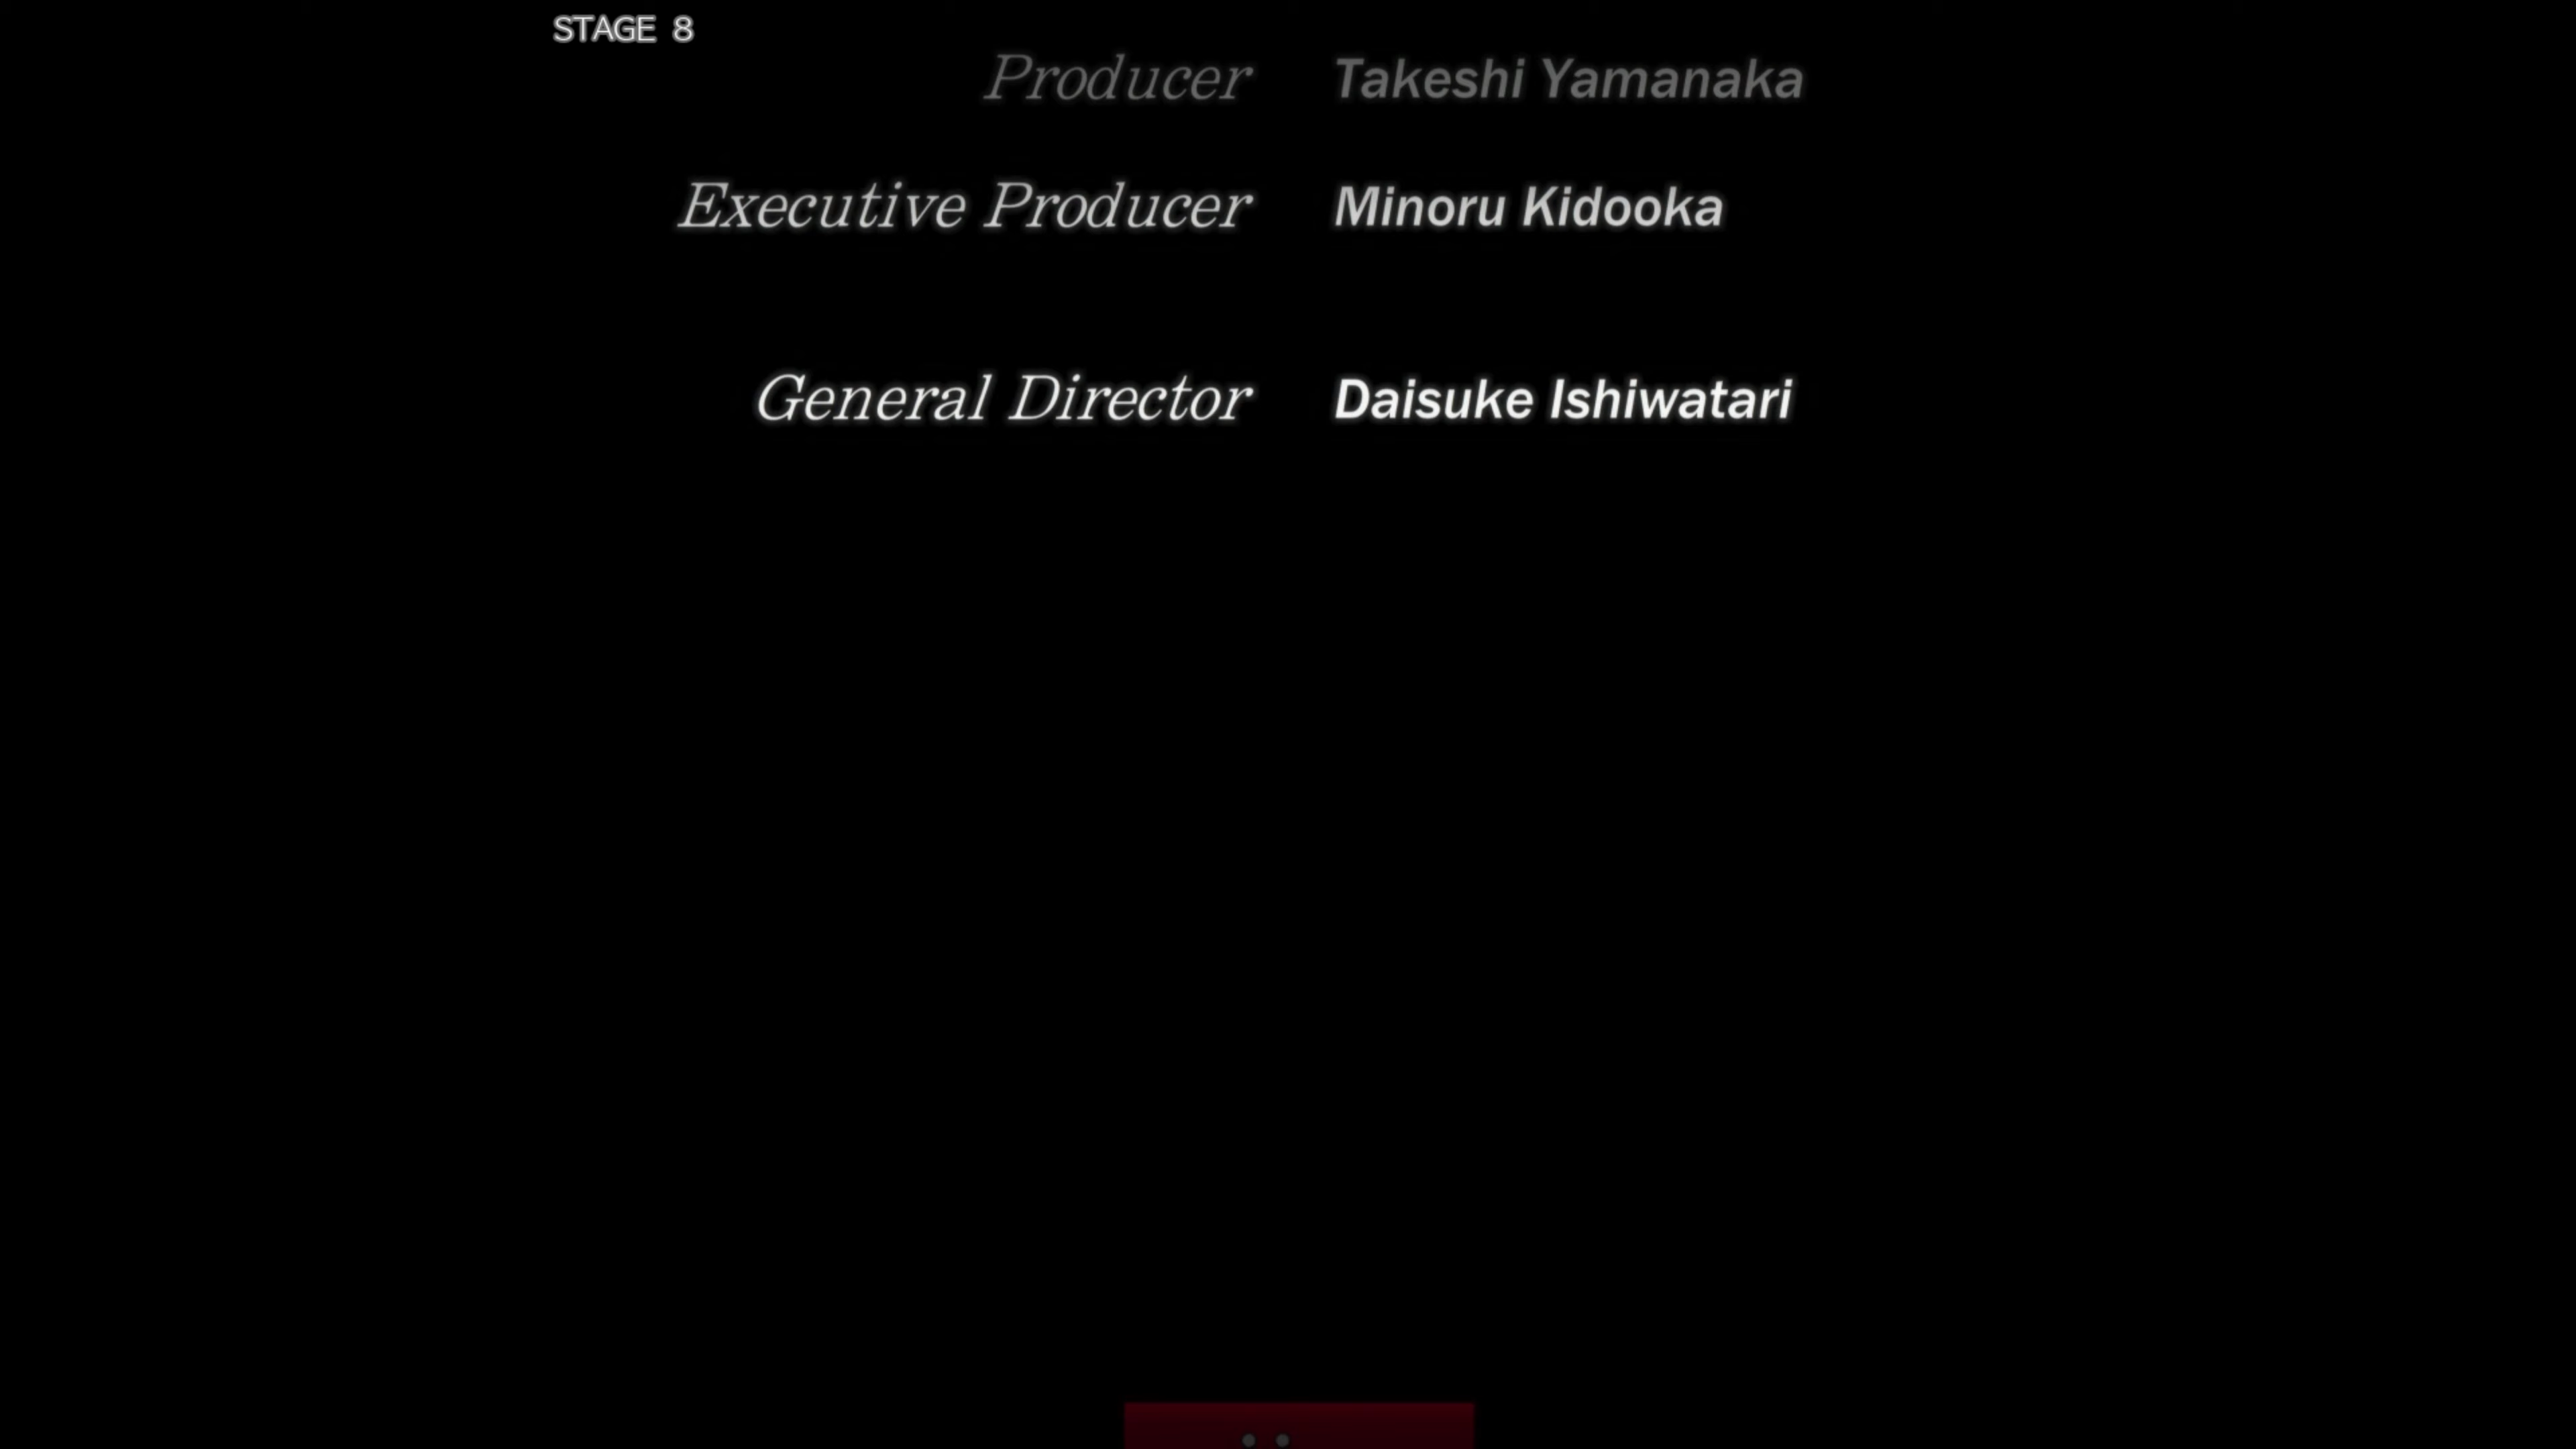 STAGE 8
Producer Takeshi Yamanaka
Executive Producer Minoru Kidooka
General Director Daisuke Ishiwatari